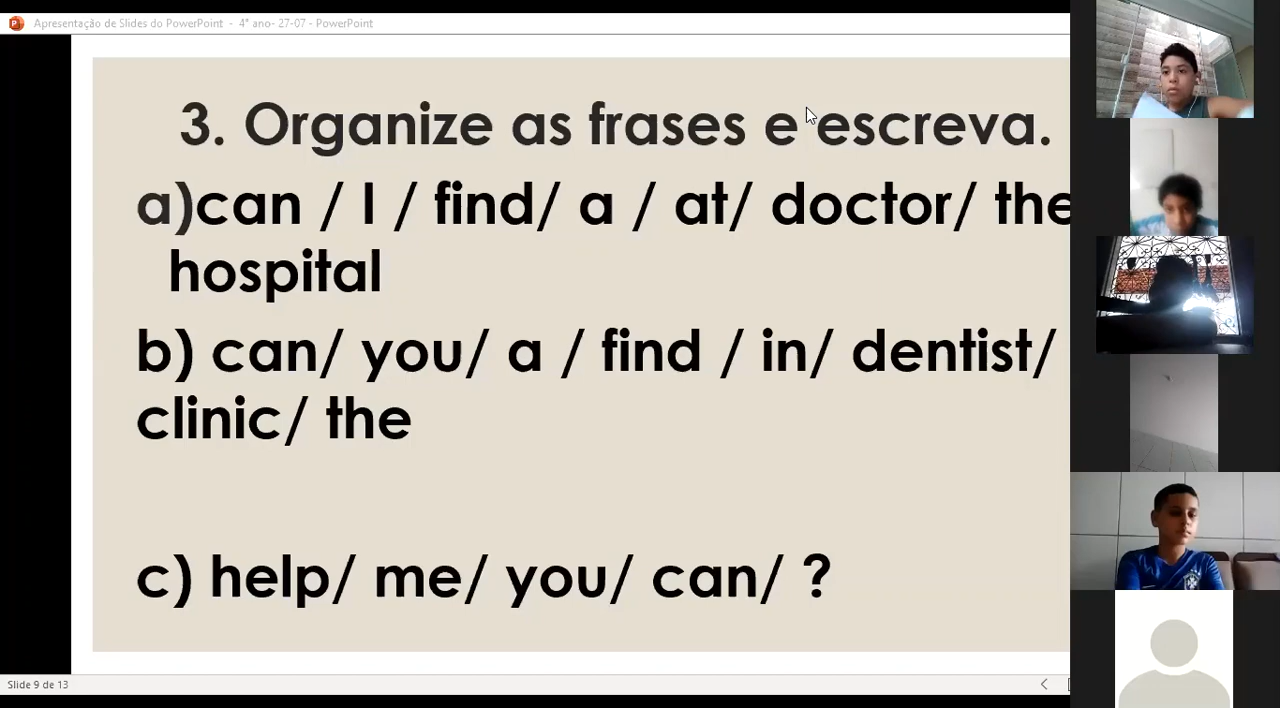 Apresentação de Slides do PowerPoint - 4° ano- 27-07 - PowerPoint
3. Organize as frases e escreva.
a)can / I / find/ a / at/ doctor/ the
hospital
b) can/ you/ a / find / in/ dentist/
clinic/ the
c) help/ me/ you/ can/ ?
Slide 9 de 13